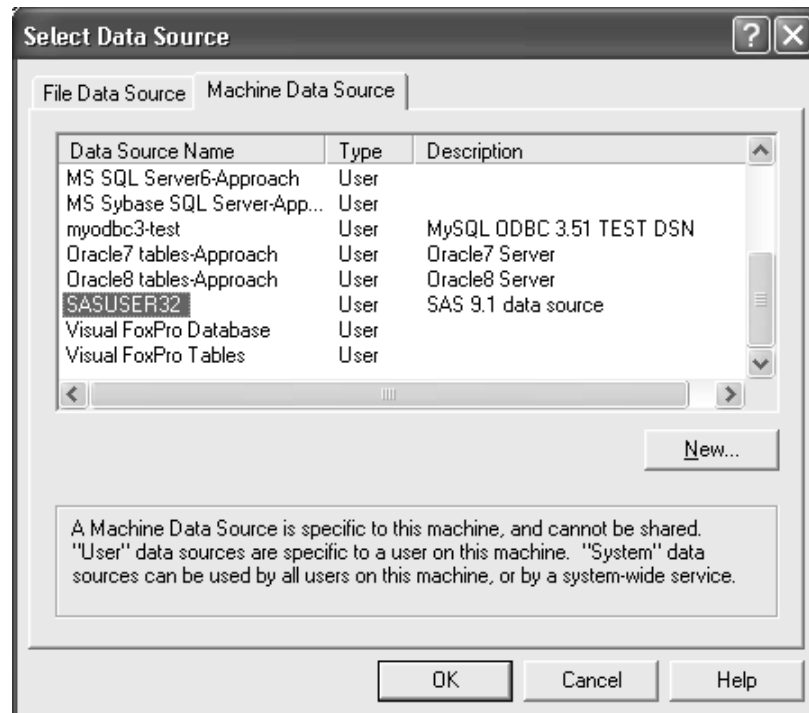 Select Data Source
File Data Source Machine Data Source
Data Source Name Type Description
MS SQL Server6-Approach User
MS Sybase SQL Server-App... User
myodbc3-test User MySQL ODBC 3.51 TEST DSN
Oracle7 tables-Approach User Oracle7 Server
Oracle8 tables-Approach User Oracle8 Server
SASUSER32 User SAS 9.1 data source
Visual FoxPro Database User
Visual FoxPro Tables User
New...
A Machine Data Source is specific to this machine, and cannot be shared.
"User" data sources are specific to a user on this machine. "System" data
sources can be used by all users on this machine, or by a system-wide service.
OK Cancel Help